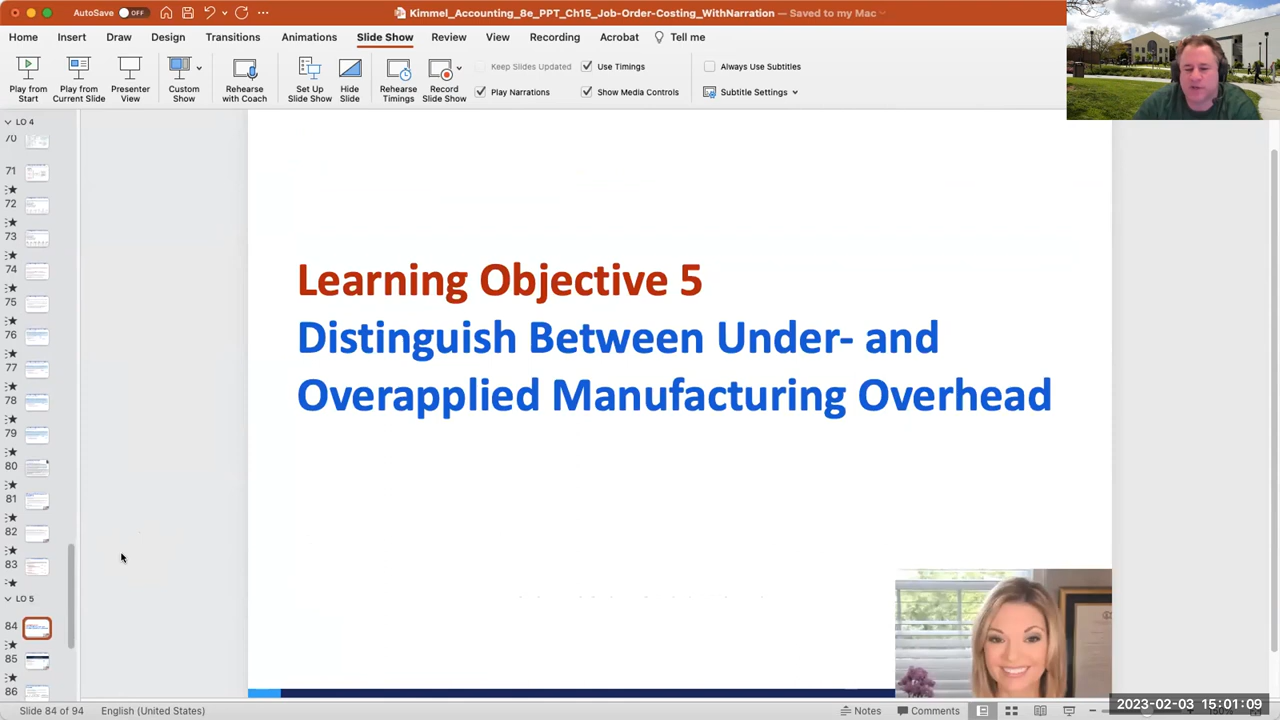 AutoSave OFF
Kimmel_Accounting_8e_PPT_Ch15_Job-Order-Costing_WithNarration — Saved to my Mac
Home Insert Draw Design Transitions Animations Slide Show Review View Recording Acrobat Tell me
Play from Start
Play from Current Slide
Presenter View
Custom Show
Rehearse with Coach
Set Up Slide Show
Hide Slide
Rehearse Timings
Record Slide Show
Keep Slides Updated
Use Timings
Always Use Subtitles
Play Narrations
Show Media Controls
Subtitle Settings
LO 4
70
71
72
73
74
75
76
77
78
79
80
81
82
83
LO 5
84
85
86
Learning Objective 5
Distinguish Between Under- and
Overapplied Manufacturing Overhead
Slide 84 of 94 English (United States) Notes Comments
2023-02-03 15:01:09